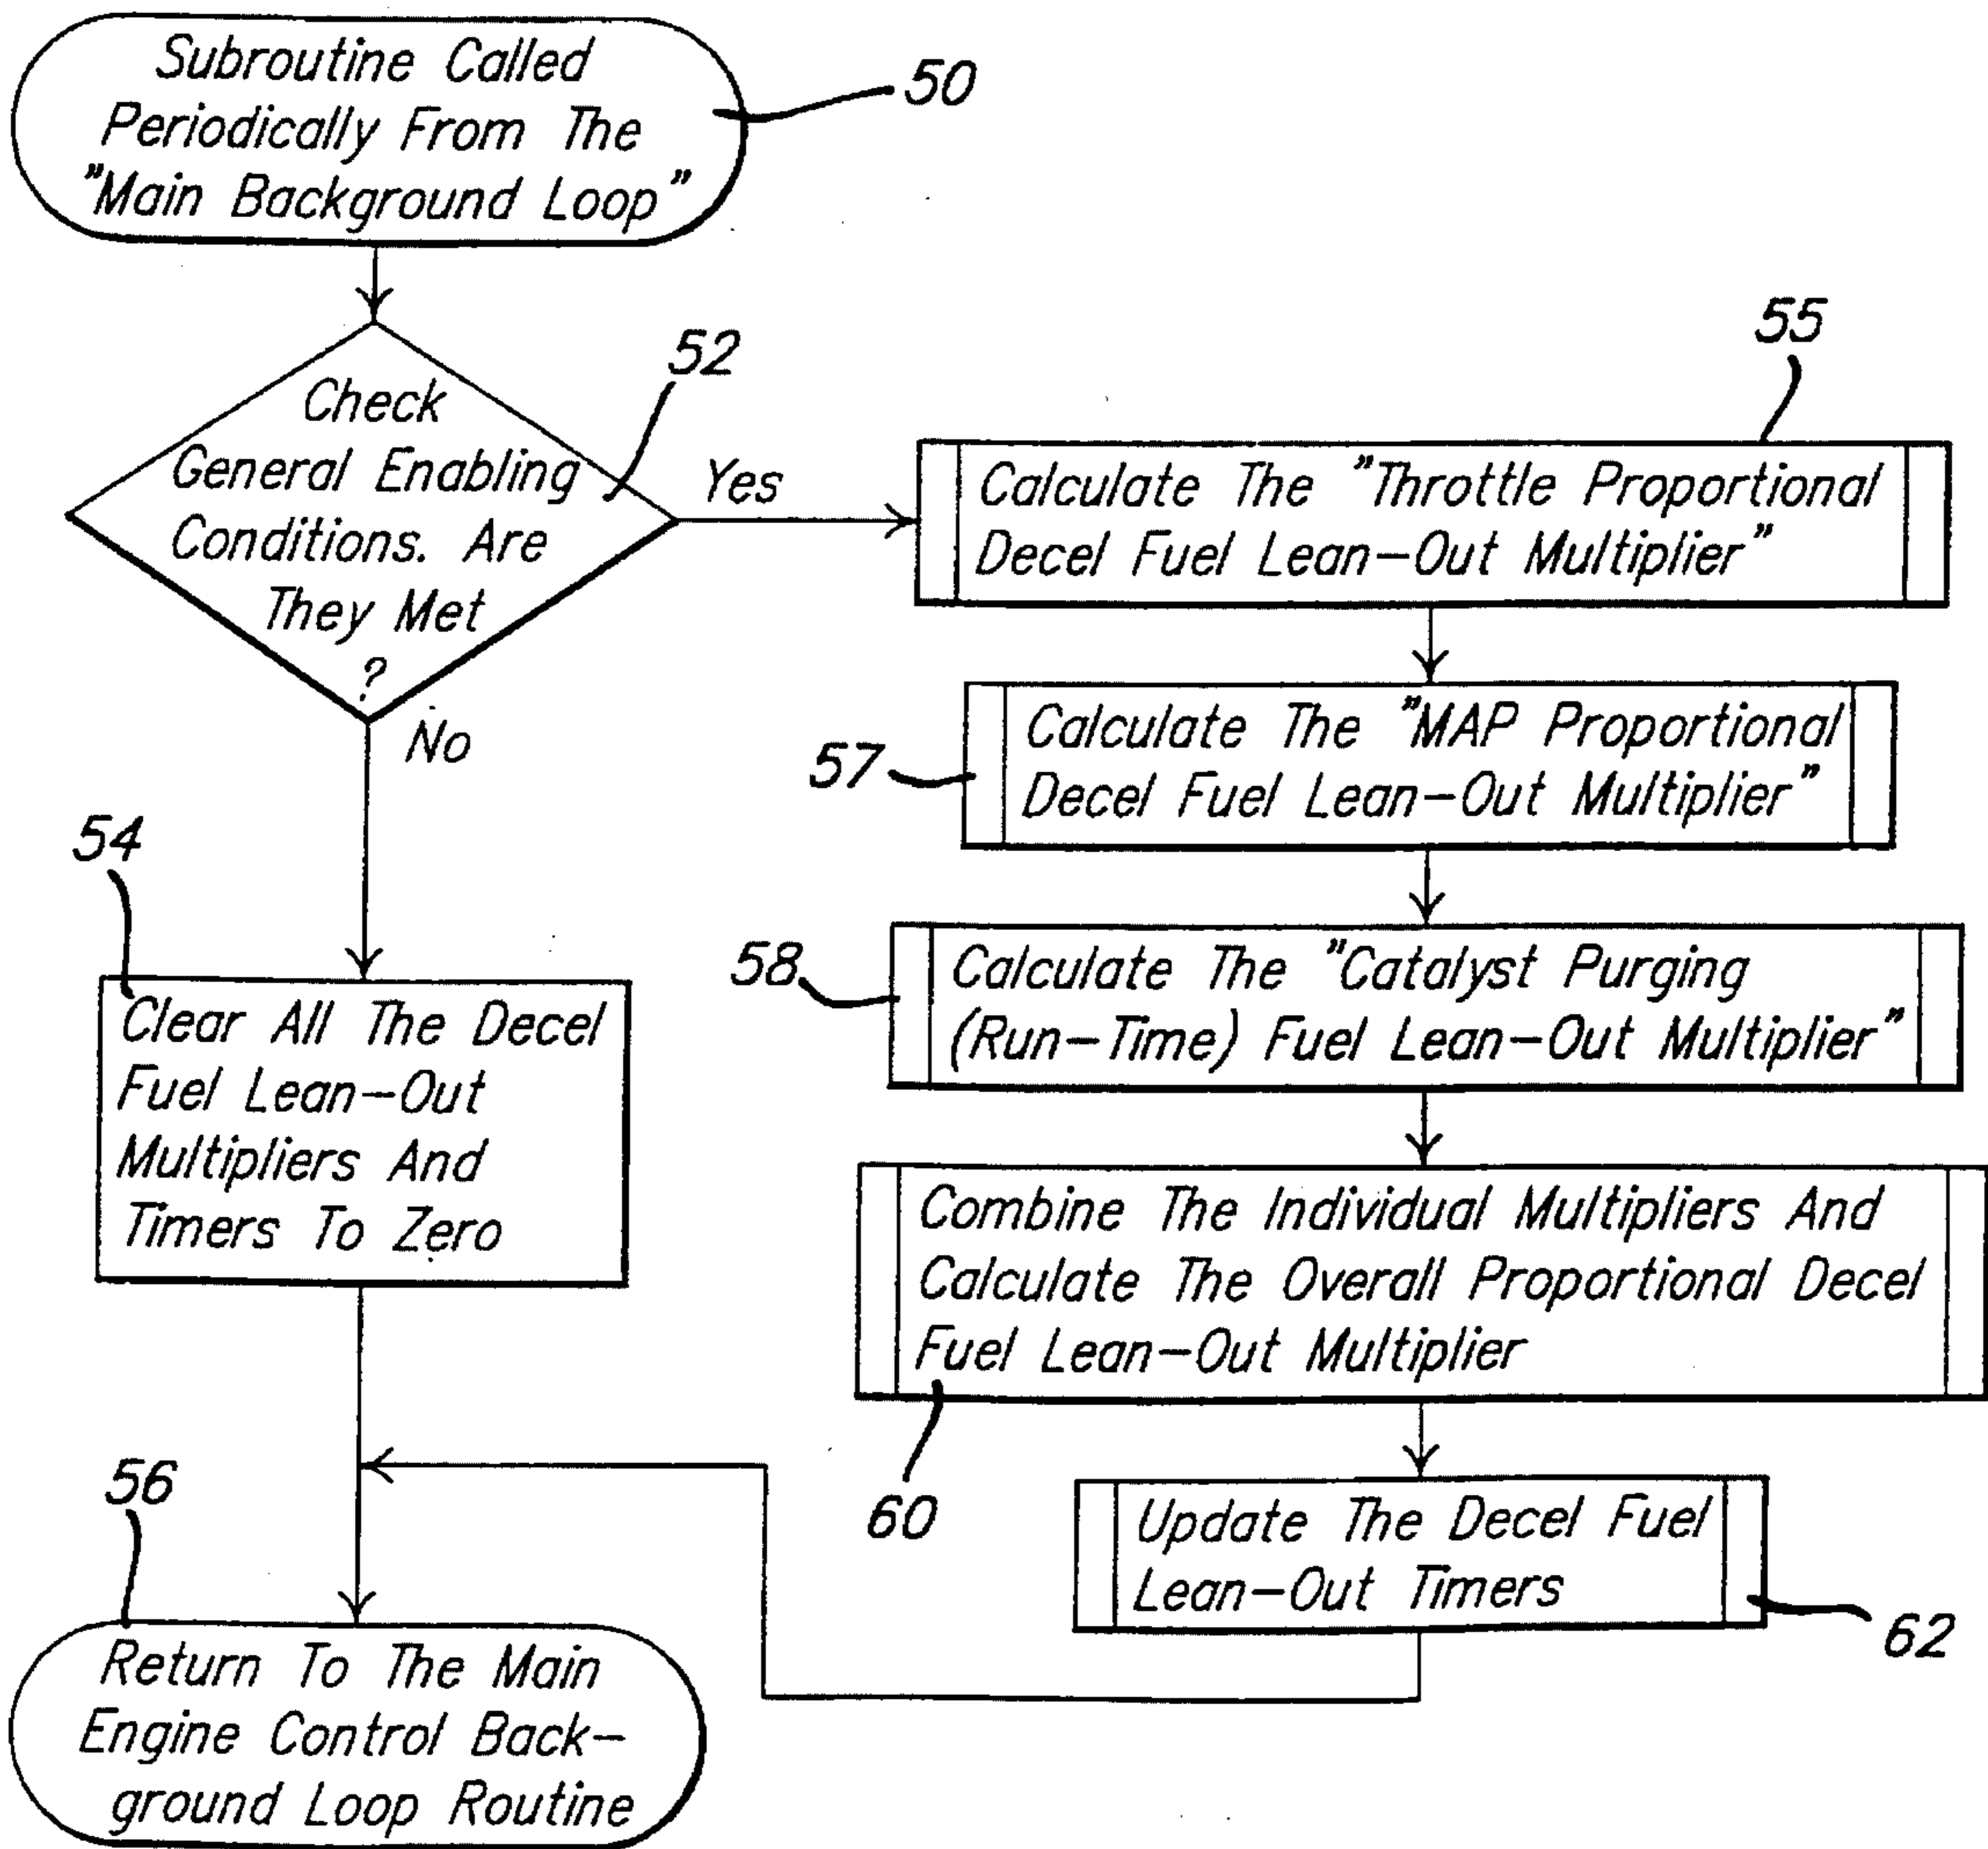 Subroutine Called
Periodically From The
"Main Background Loop"
50
Check
General Enabling
Conditions. Are
They Met
?
52
Yes
No
55
Calculate The "Throttle Proportional
Decel Fuel Lean-Out Multiplier"
57
Calculate The "MAP Proportional
Decel Fuel Lean-Out Multiplier"
58
Calculate The "Catalyst Purging
(Run-Time) Fuel Lean-Out Multiplier"
Combine The Individual Multipliers And
Calculate The Overall Proportional Decel
Fuel Lean-Out Multiplier
60
Update The Decel Fuel
Lean-Out Timers
62
54
Clear All The Decel
Fuel Lean-Out
Multipliers And
Timers To Zero
56
Return To The Main
Engine Control Back-
ground Loop Routine